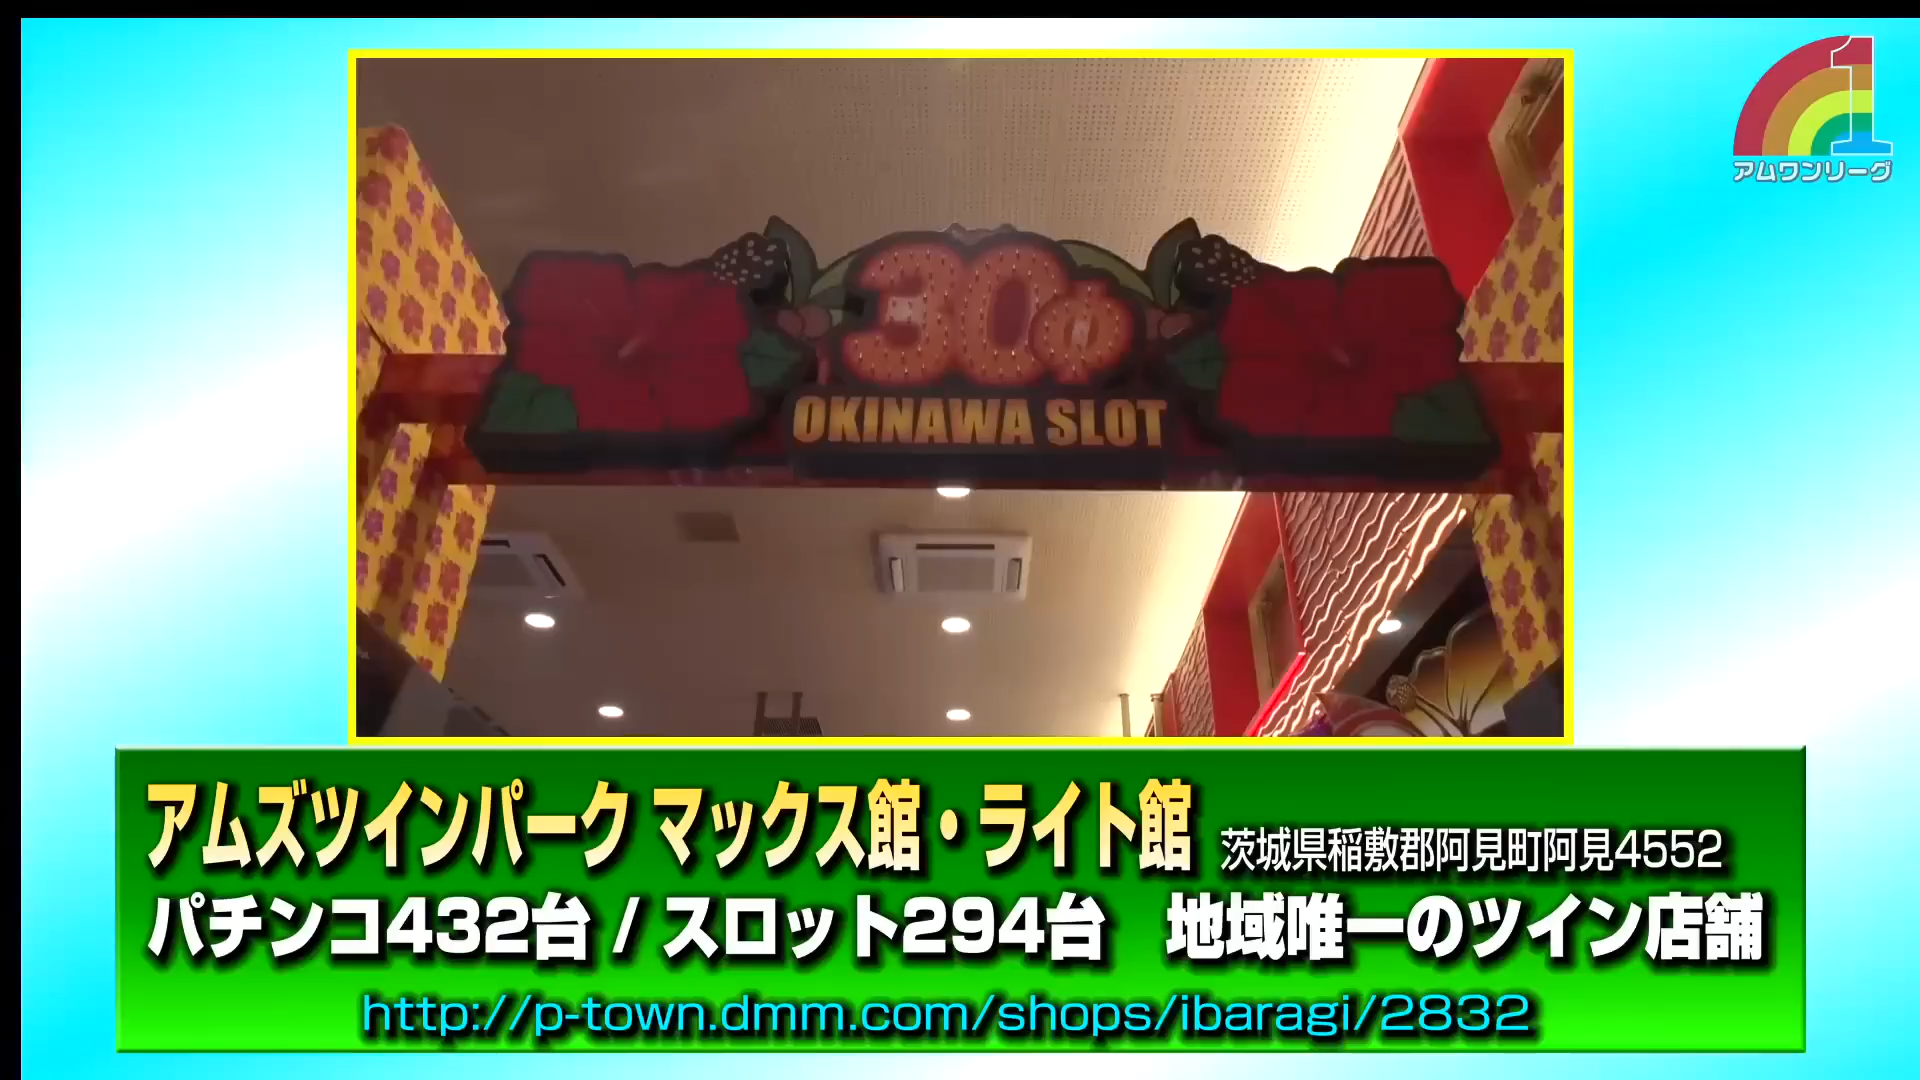 1
アムワンリーグ
30Φ
OKINAWA SLOT
アムズツインパーク マックス館・ライト館 茨城県稲敷郡阿見町阿見4552
パチンコ432台 / スロット294台 地域唯一のツイン店舗
http://p-town.dmm.com/shops/ibaragi/2832